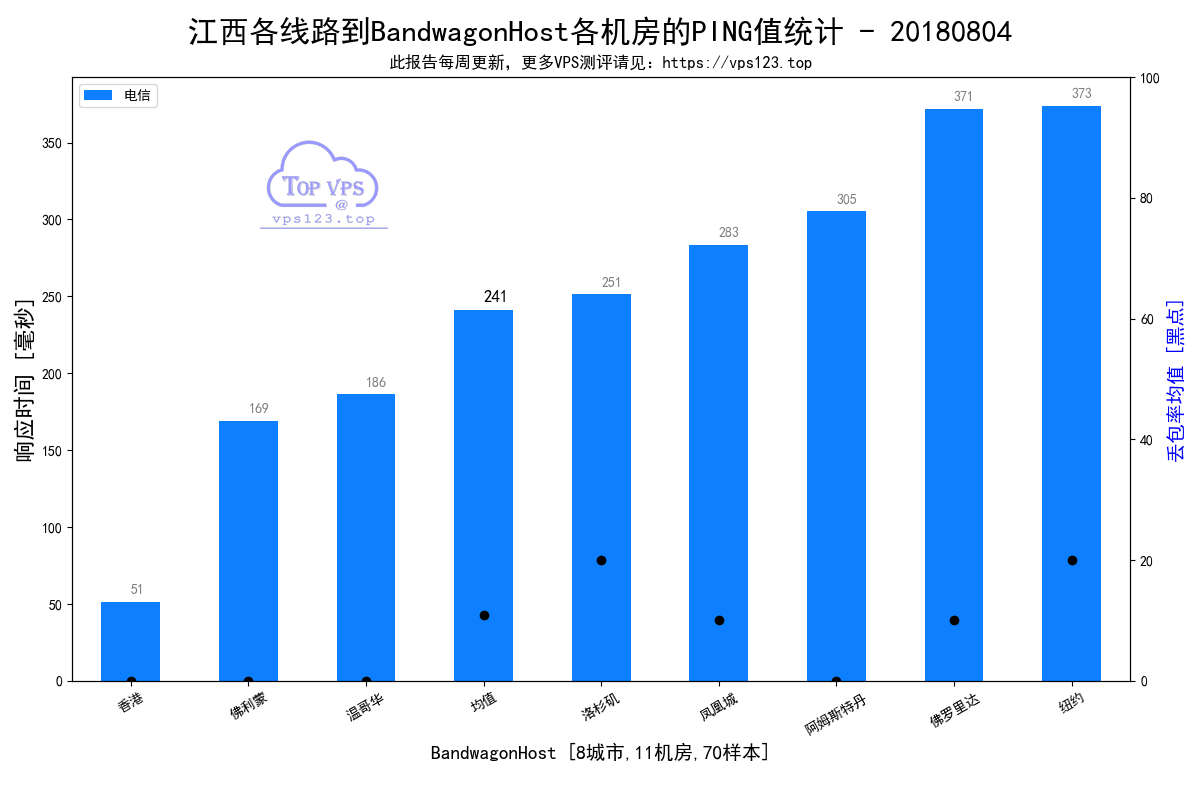 江西各线路到BandwagonHost各机房的PING值统计 - 20180804
此报告每周更新, 更多VPS测评请见: https://vps123.top
电信
TOP VPS
@
vps123.top
响应时间 [毫秒]
350
300
250
200
150
100
50
0
51
169
186
241
251
283
305
371
373
100
80
60
40
20
0
丢包率均值 [黑点]
香港
佛利蒙
温哥华
均值
洛杉矶
凤凰城
阿姆斯特丹
佛罗里达
纽约
BandwagonHost [8城市,11机房,70样本]